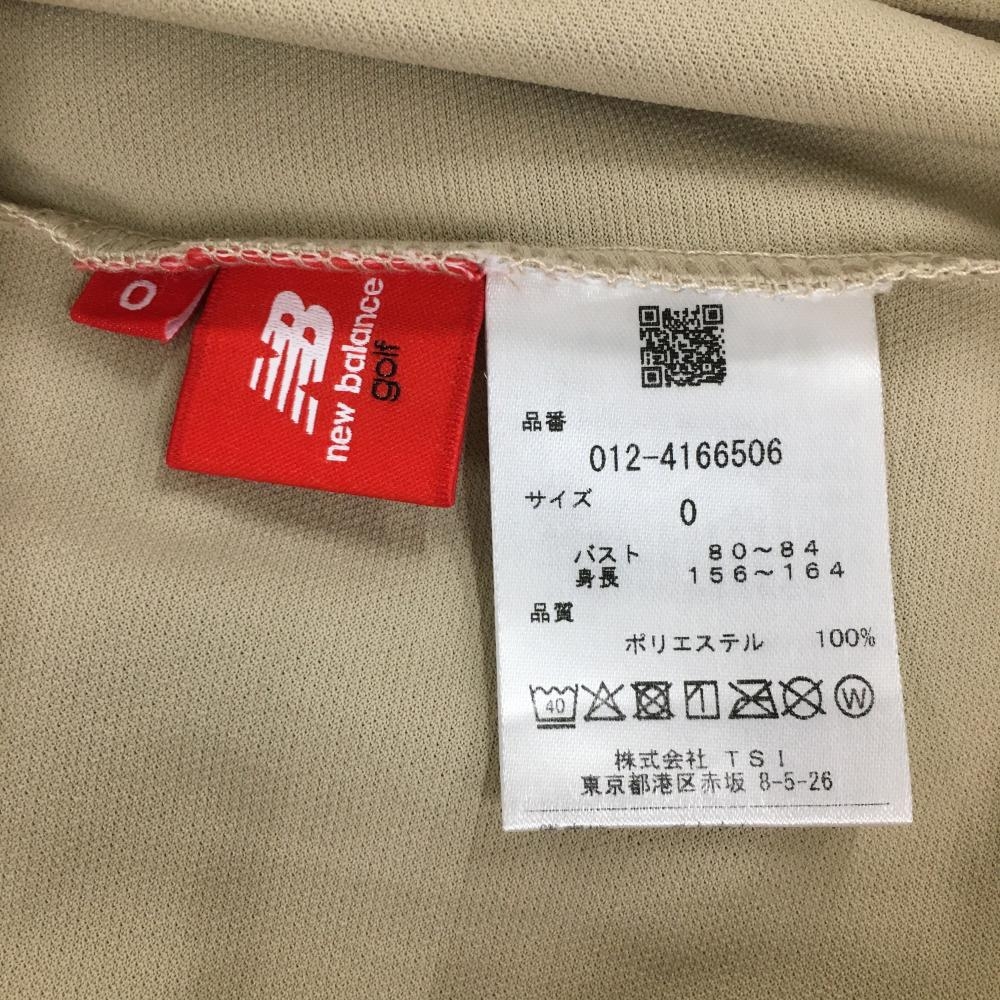 0
NB
new balance
golf
品番
012-4166506
サイズ
0
バスト 80～84
身長 156～164
品質
ポリエステル 100%
40
W
株式会社 TSI
東京都港区赤坂 8-5-26